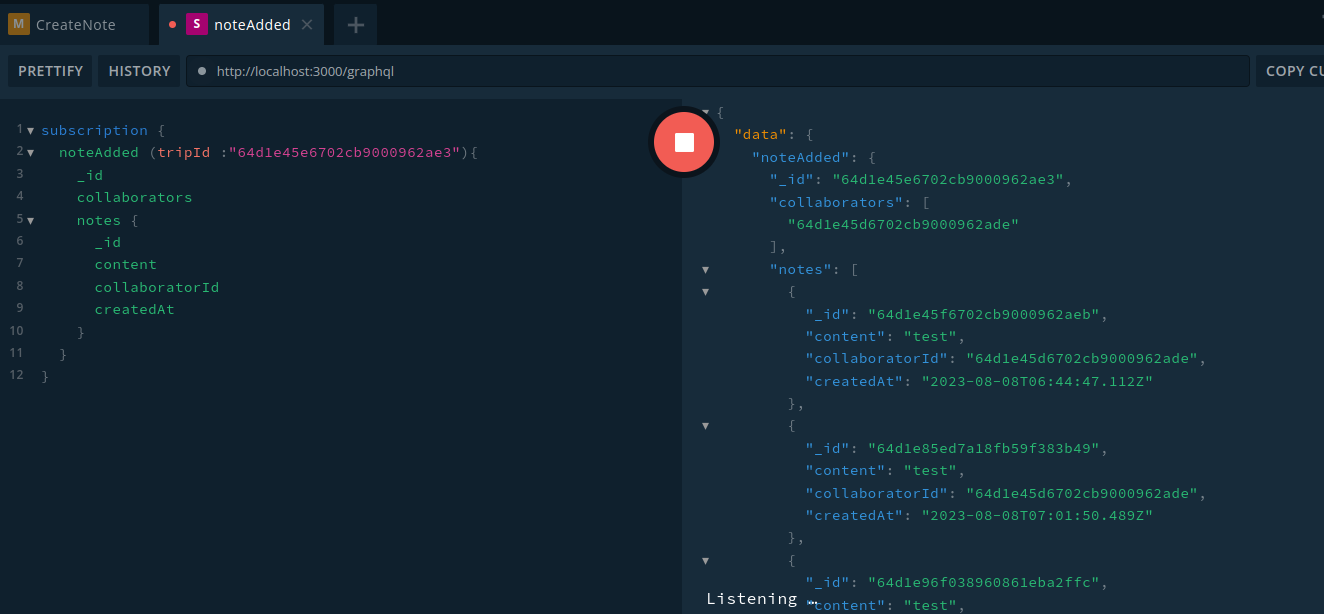 M CreateNote
S noteAdded
PRETTIFY HISTORY http://localhost:3000/graphql COPY CU
1 subscription {
2 noteAdded (tripId :"64d1e45e6702cb9000962ae3"){
3 _id
4 collaborators
5 notes {
6 _id
7 content
8 collaboratorId
9 createdAt
10 }
11 }
12 }
{
"data": {
"noteAdded": {
"_id": "64d1e45e6702cb9000962ae3",
"collaborators": [
"64d1e45d6702cb9000962ade"
],
"notes": [
{
"_id": "64d1e45f6702cb9000962aeb",
"content": "test",
"collaboratorId": "64d1e45d6702cb9000962ade",
"createdAt": "2023-08-08T06:44:47.112Z"
},
{
"_id": "64d1e85ed7a18fb59f383b49",
"content": "test",
"collaboratorId": "64d1e45d6702cb9000962ade",
"createdAt": "2023-08-08T07:01:50.489Z"
},
{
"_id": "64d1e96f038960861eba2ffc",
Listening …
"content": "test",